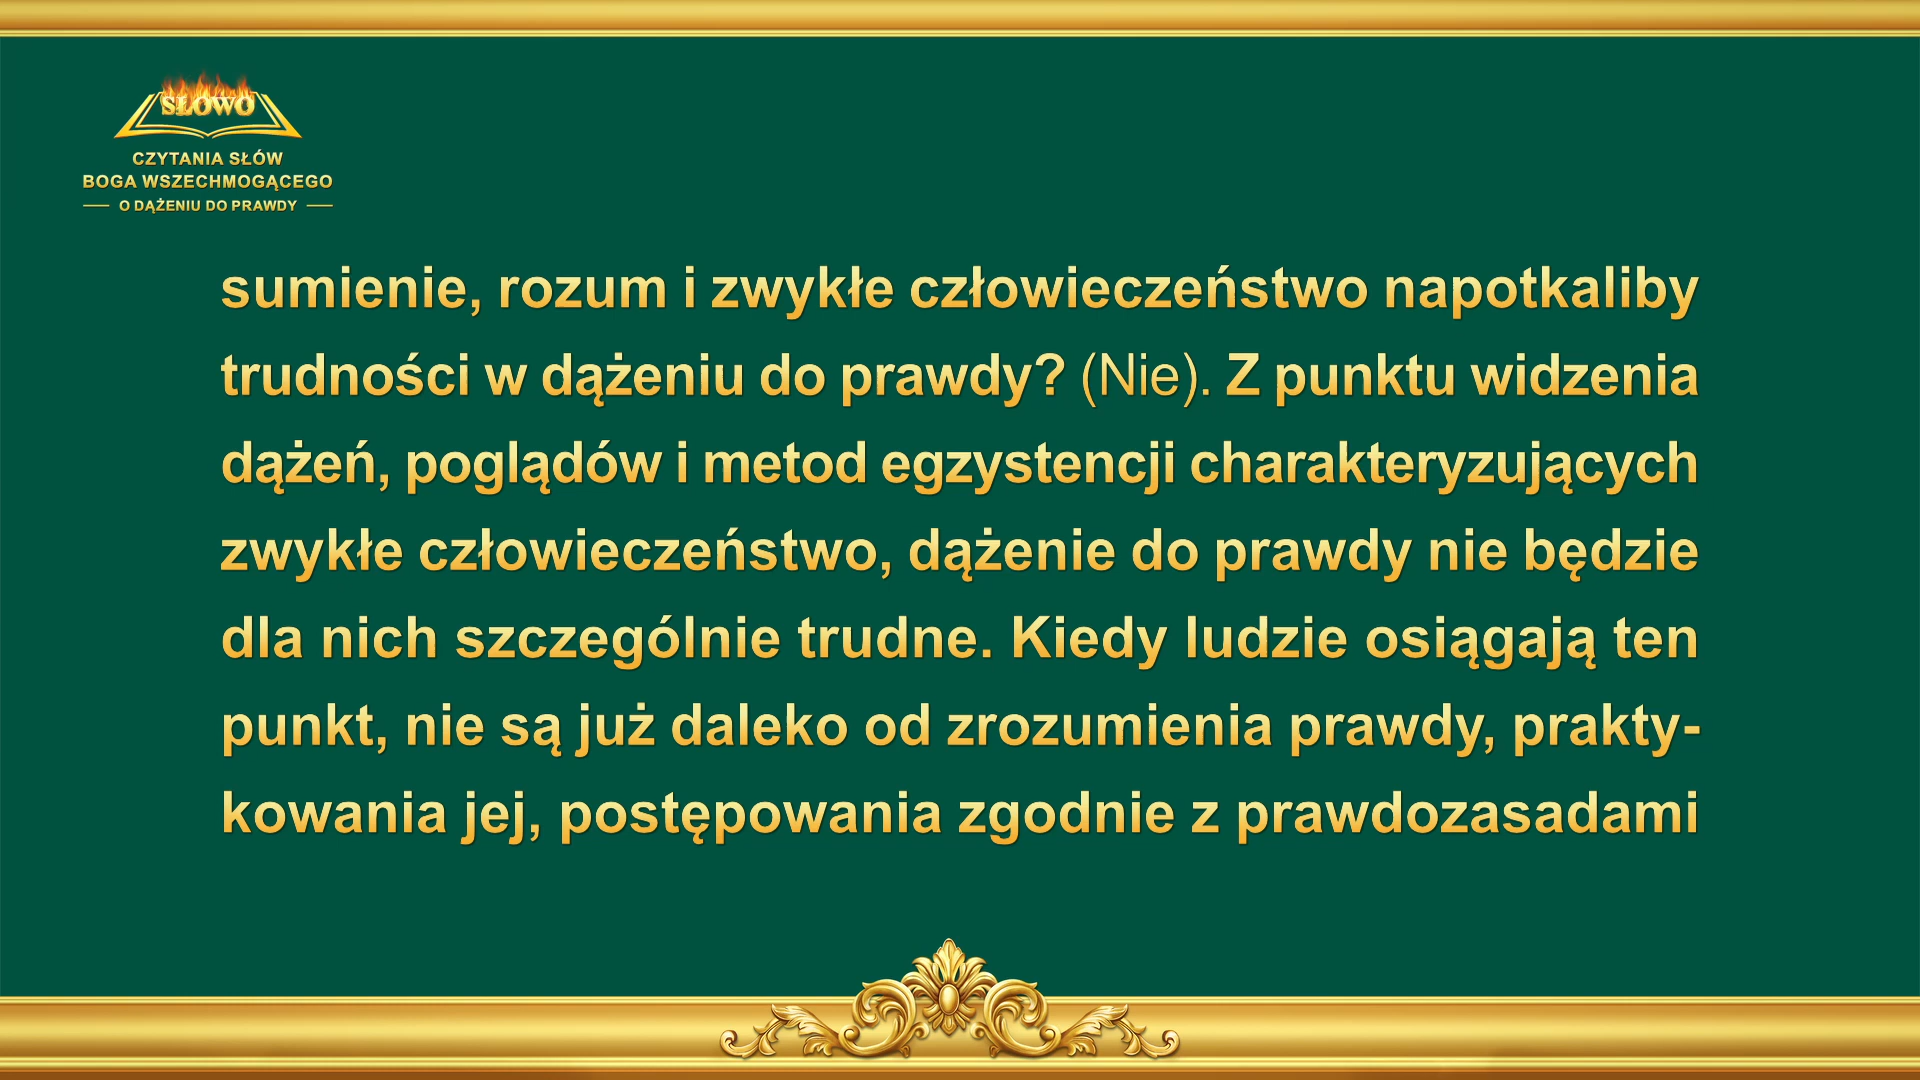 SŁOWO
CZYTANIA SŁÓW
BOGA WSZECHMOGĄCEGO
O DĄŻENIU DO PRAWDY
sumienie, rozum i zwykłe człowieczeństwo napotkaliby
trudności w dążeniu do prawdy? (Nie). Z punktu widzenia
dążeń, poglądów i metod egzystencji charakteryzujących
zwykłe człowieczeństwo, dążenie do prawdy nie będzie
dla nich szczególnie trudne. Kiedy ludzie osiągają ten
punkt, nie są już daleko od zrozumienia prawdy, prakty-
kowania jej, postępowania zgodnie z prawdozasadami